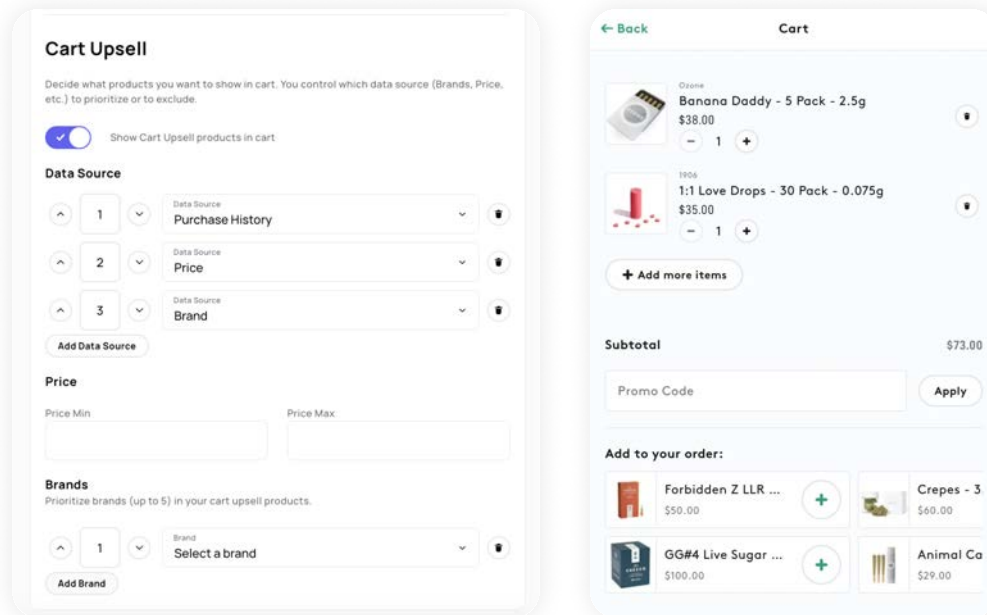 Cart Upsell
Decide what products you want to show in cart. You control which data source (Brands, Price,
etc.) to prioritize or to exclude.
Show Cart Upsell products in cart
Data Source
1
Data Source
Purchase History
2
Data Source
Price
3
Data Source
Brand
Add Data Source
Price
Price Min
Price Max
Brands
Prioritize brands (up to 5) in your cart upsell products.
1
Brand
Select a brand
Add Brand
← Back
Cart
Ozone
Banana Daddy - 5 Pack - 2.5g
$38.00
− 1 +
1906
1:1 Love Drops - 30 Pack - 0.075g
$35.00
− 1 +
+ Add more items
Subtotal
$73.00
Promo Code
Apply
Add to your order:
Forbidden Z LLR ...
$50.00
+
Crepes - 3
$60.00
GG#4 Live Sugar ...
$100.00
+
Animal Ca
$29.00